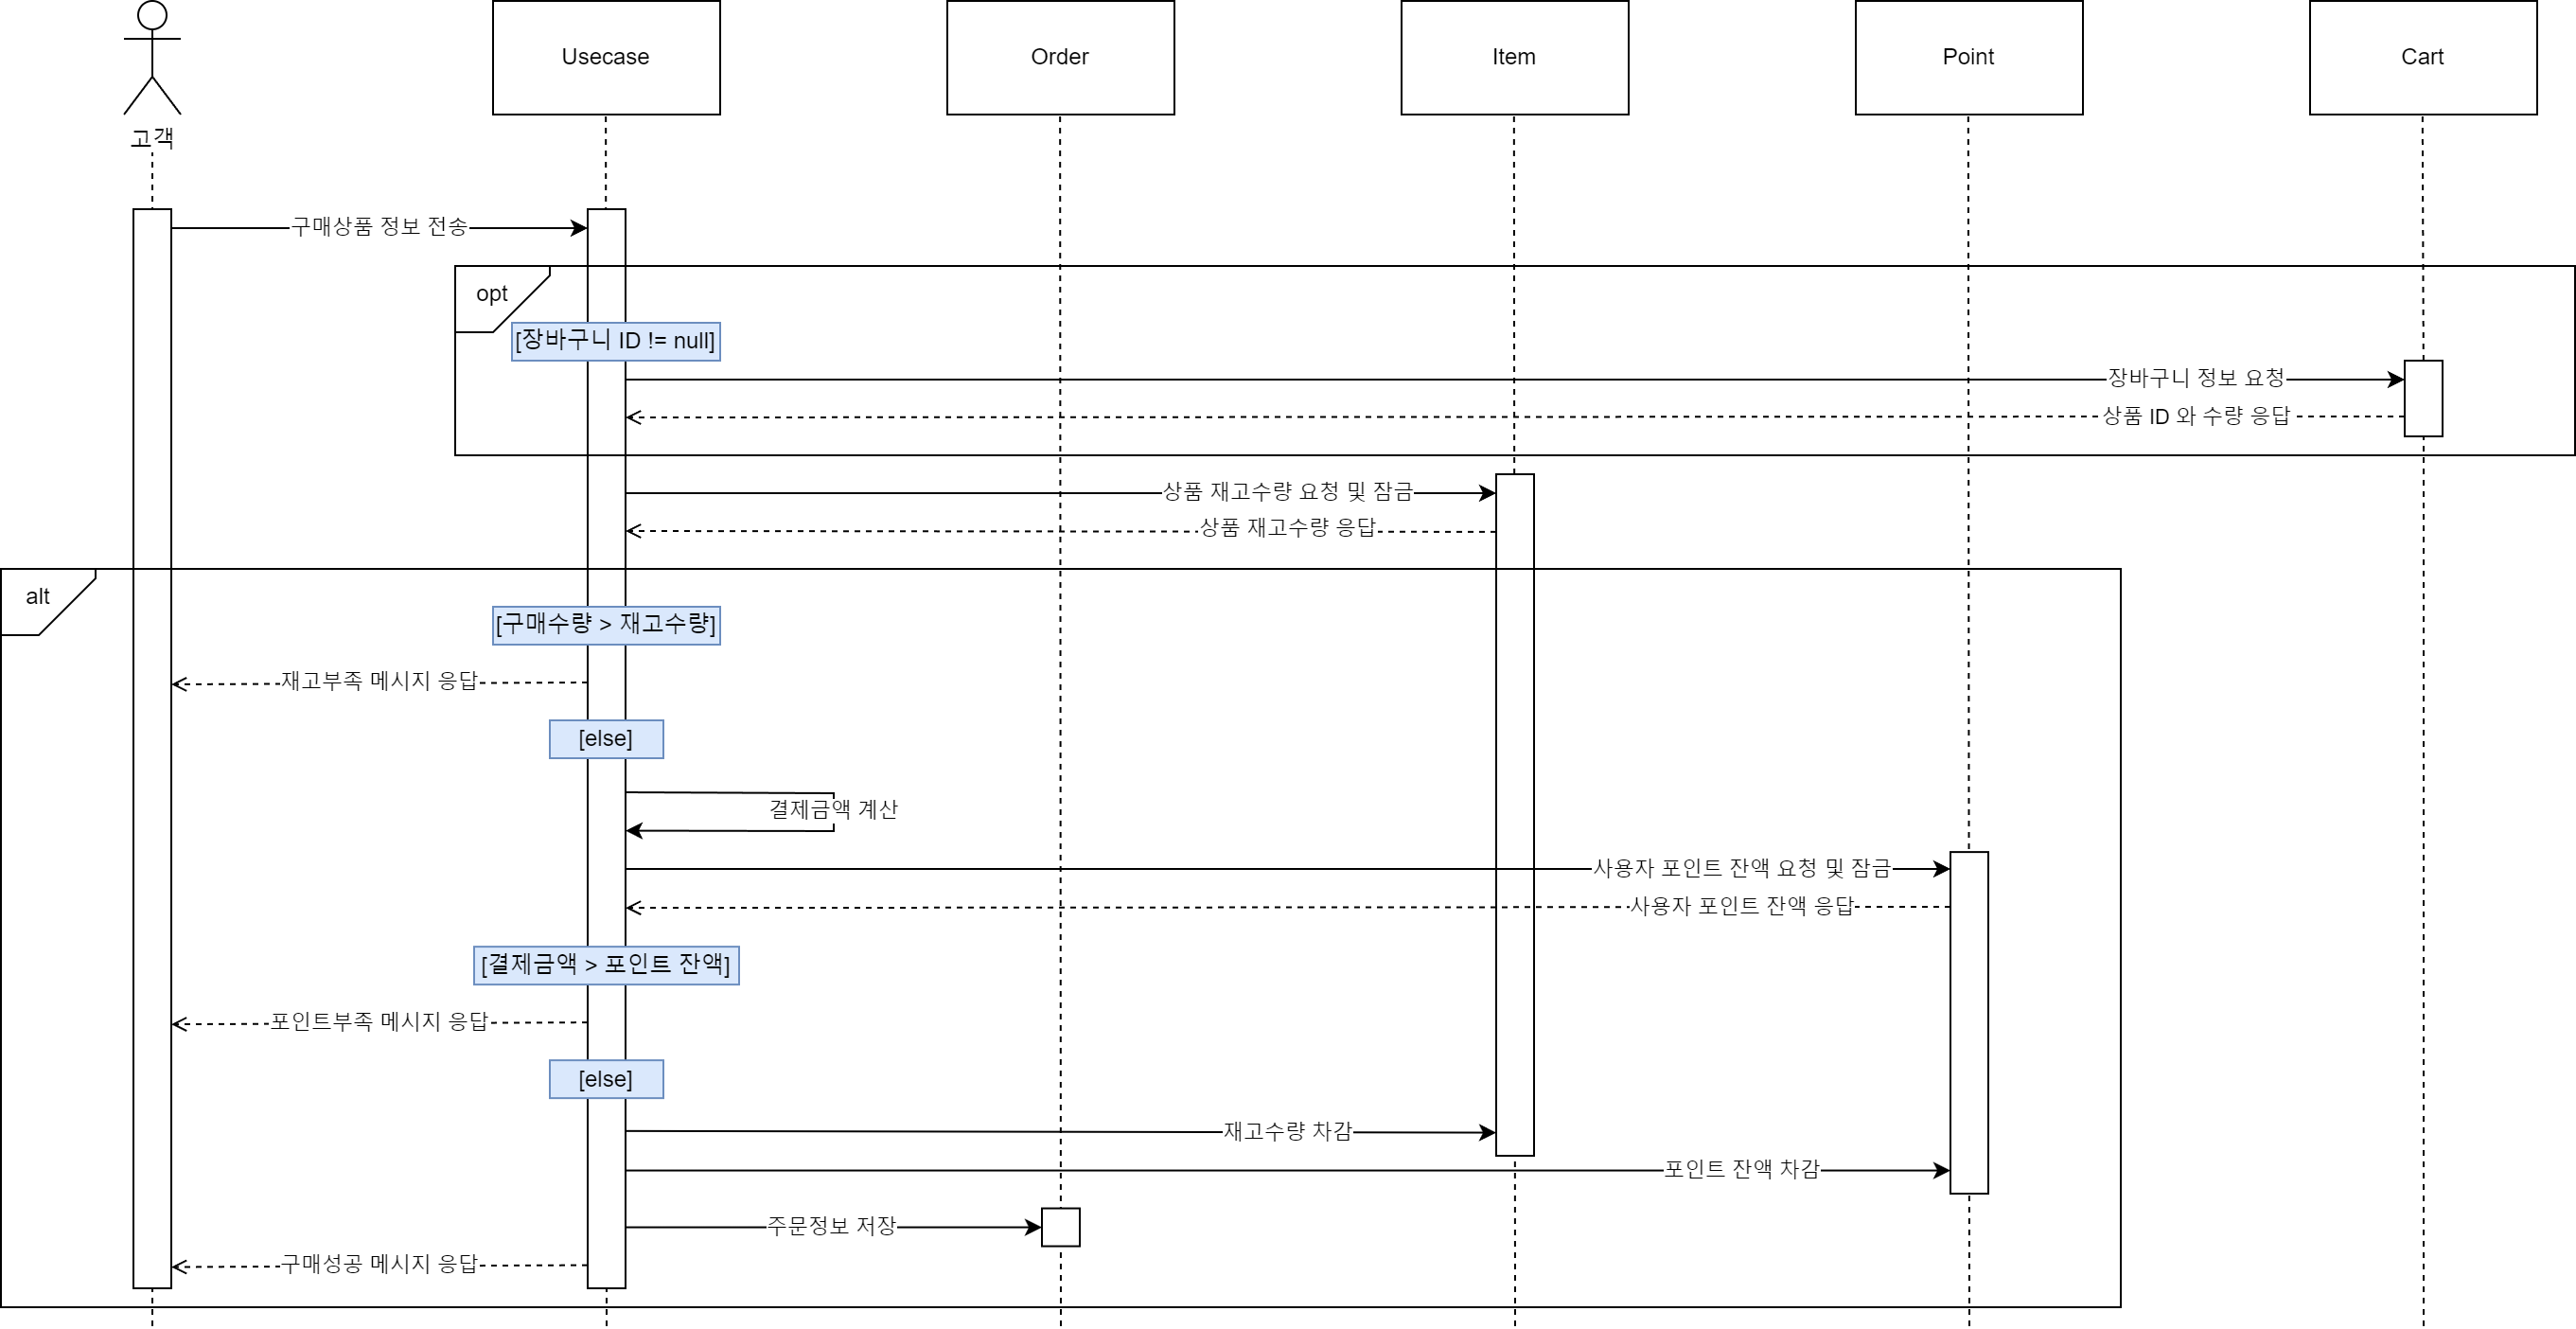 고객
Usecase
Order
Item
Point
Cart
구매상품 정보 전송
opt
[장바구니 ID != null]
장바구니 정보 요청
상품 ID 와 수량 응답
상품 재고수량 요청 및 잠금
상품 재고수량 응답
alt
[구매수량 > 재고수량]
재고부족 메시지 응답
[else]
결제금액 계산
사용자 포인트 잔액 요청 및 잠금
사용자 포인트 잔액 응답
[결제금액 > 포인트 잔액]
포인트부족 메시지 응답
[else]
재고수량 차감
포인트 잔액 차감
주문정보 저장
구매성공 메시지 응답